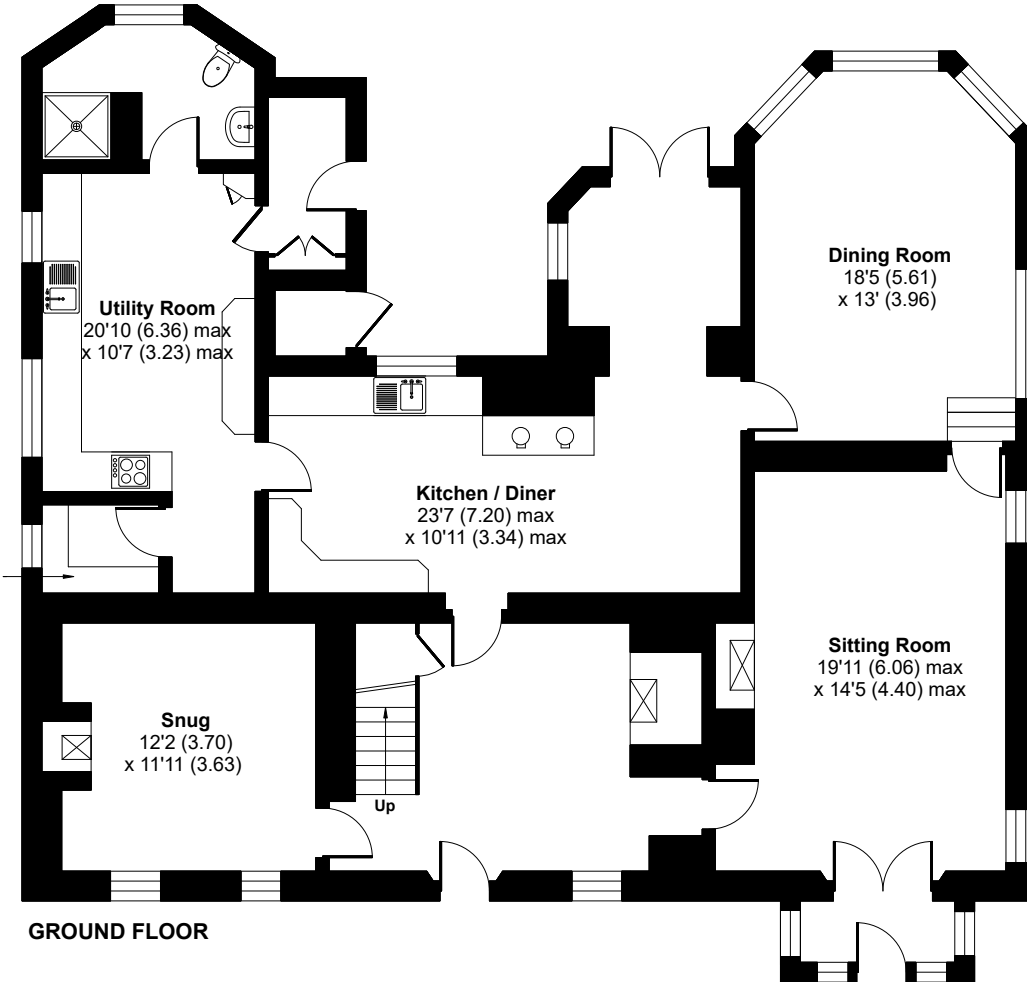 Dining Room
18'5 (5.61)
x 13' (3.96)
Utility Room
20'10 (6.36) max
x 10'7 (3.23) max
Kitchen / Diner
23'7 (7.20) max
x 10'11 (3.34) max
Sitting Room
19'11 (6.06) max
x 14'5 (4.40) max
Snug
12'2 (3.70)
x 11'11 (3.63)
Up
GROUND FLOOR